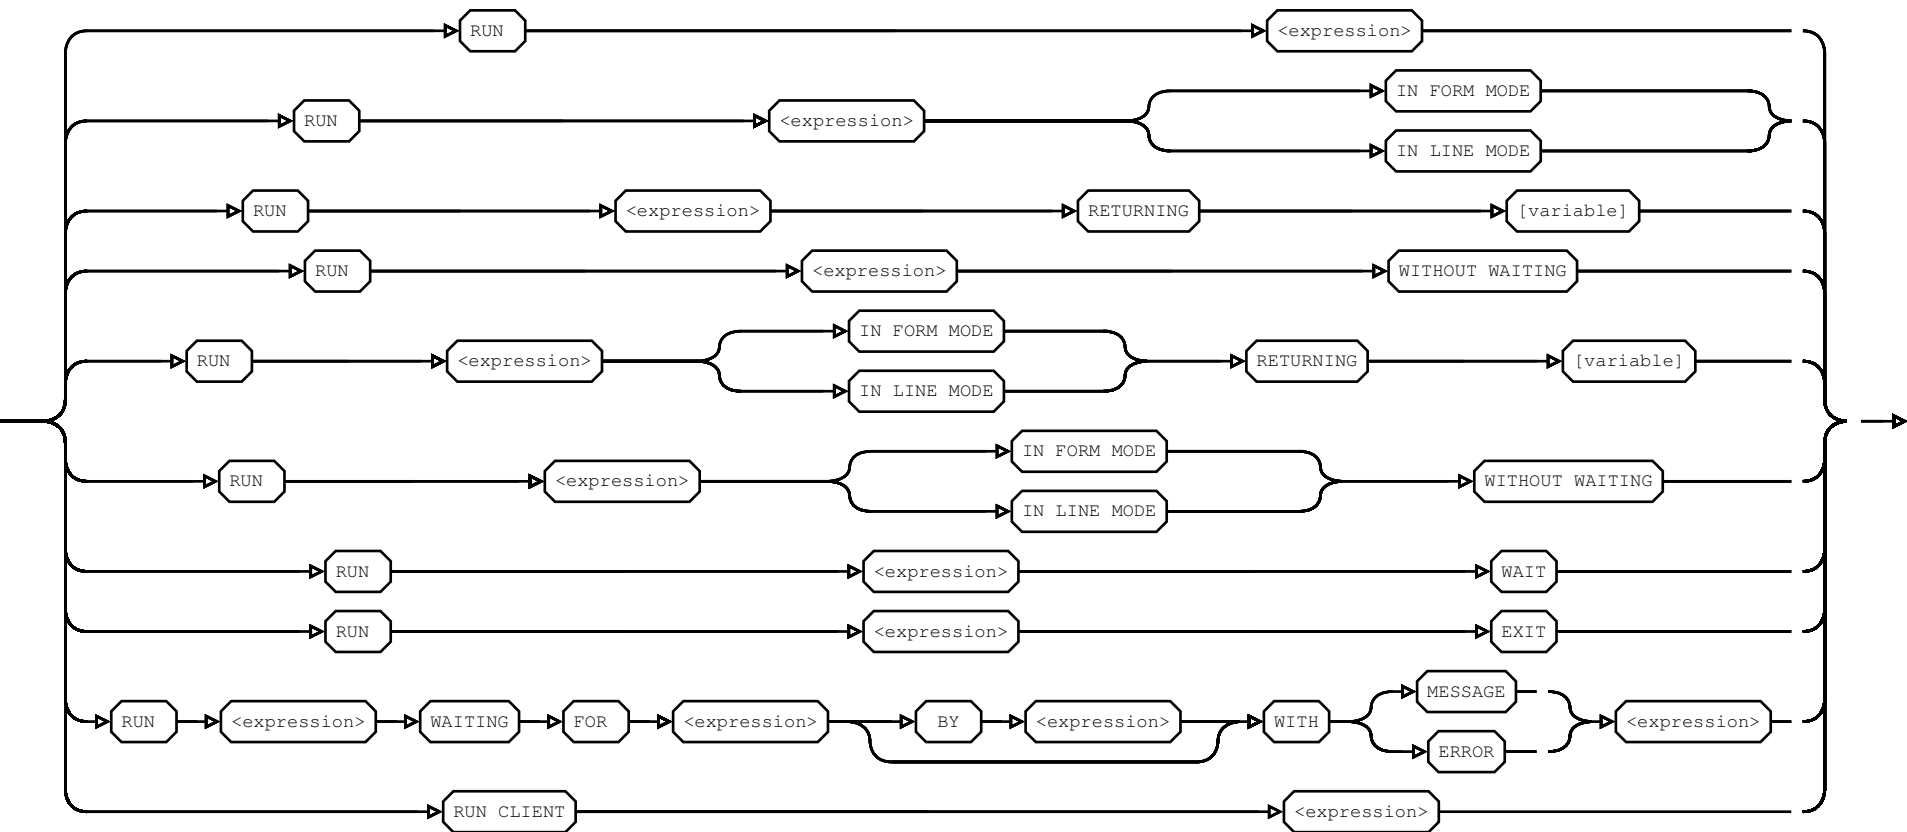 RUN <expression>
IN FORM MODE
RUN <expression>
IN LINE MODE
RUN <expression> RETURNING [variable]
RUN <expression> WITHOUT WAITING
IN FORM MODE
RUN <expression> RETURNING [variable]
IN LINE MODE
IN FORM MODE
RUN <expression> WITHOUT WAITING
IN LINE MODE
RUN <expression> WAIT
RUN <expression> EXIT
MESSAGE
RUN <expression> WAITING FOR <expression> BY <expression> WITH <expression>
ERROR
RUN CLIENT <expression>